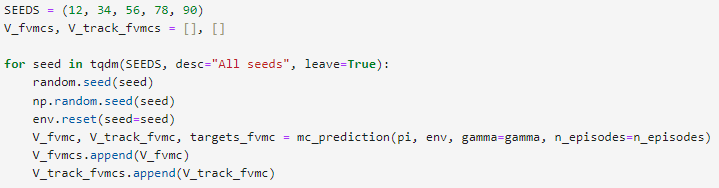 SEEDS = (12, 34, 56, 78, 90)
V_fvmcs, V_track_fvmcs = [], []

for seed in tqdm(SEEDS, desc="All seeds", leave=True):
    random.seed(seed)
    np.random.seed(seed)
    env.reset(seed=seed)
    V_fvmc, V_track_fvmc, targets_fvmc = mc_prediction(pi, env, gamma=gamma, n_episodes=n_episodes)
    V_fvmcs.append(V_fvmc)
    V_track_fvmcs.append(V_track_fvmc)